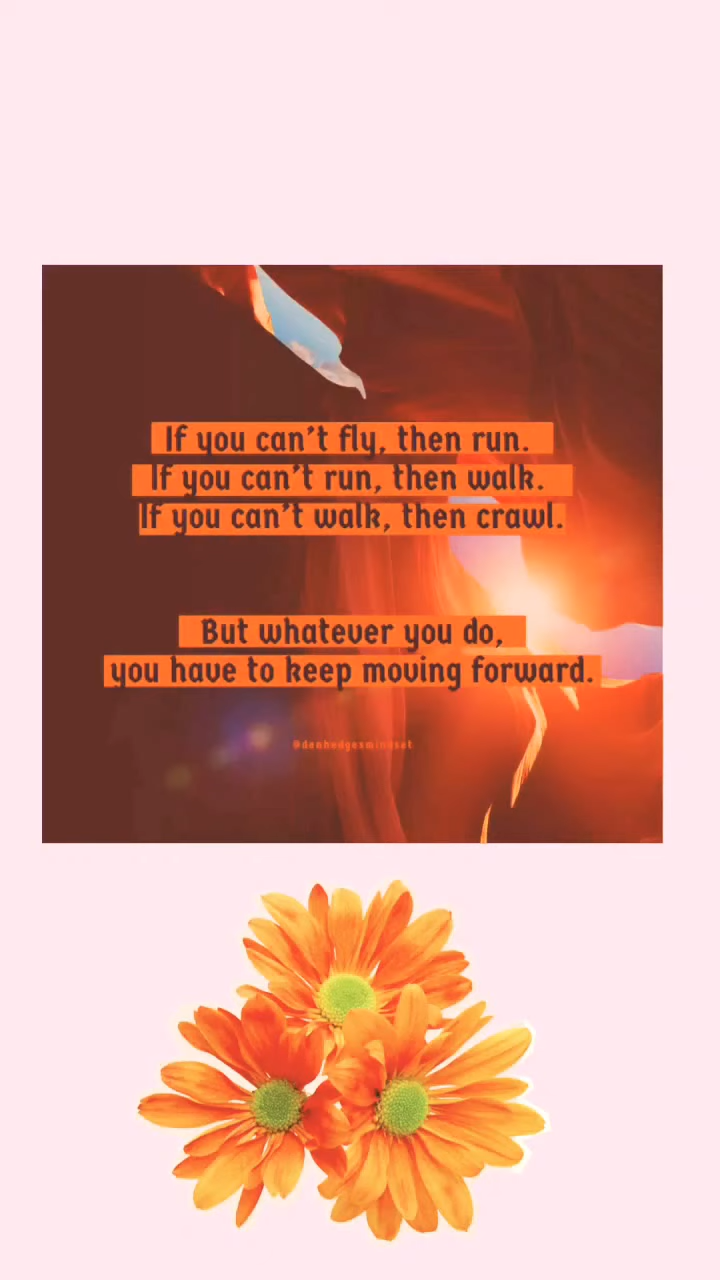 If you can't fly, then run.
If you can't run, then walk.
If you can't walk, then crawl.
But whatever you do,
you have to keep moving forward.
@danhedgesmindset